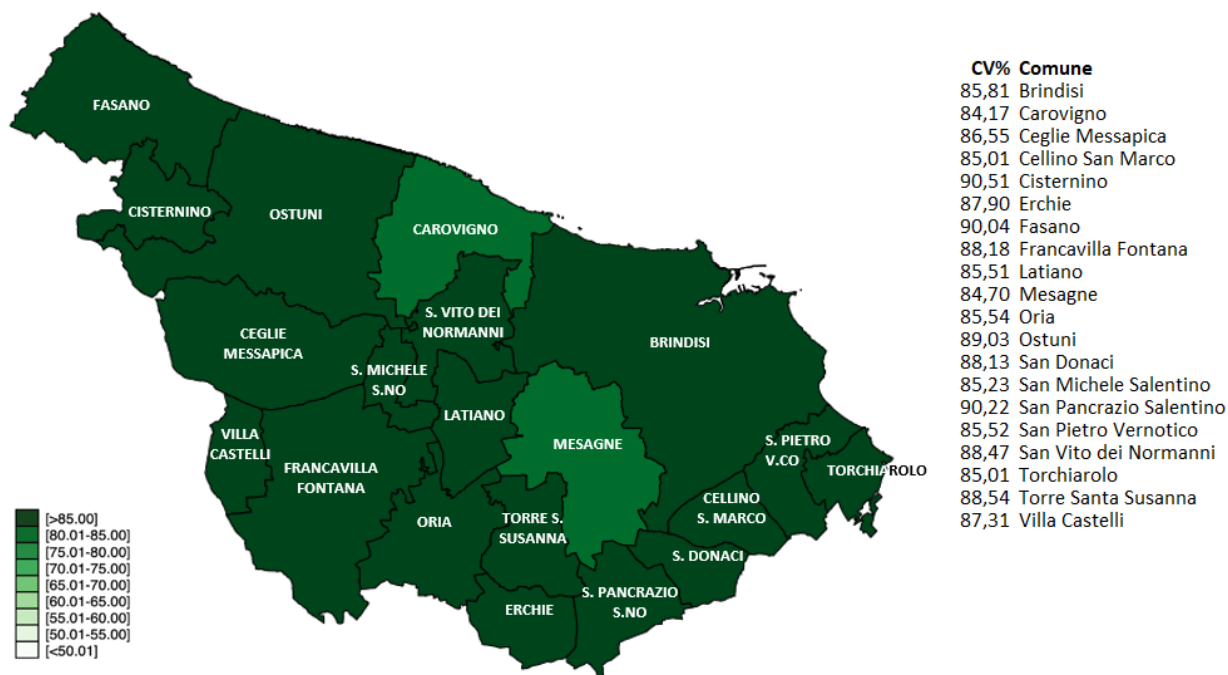 FASANO
CISTERNINO
OSTUNI
CAROVIGNO
S. VITO DEI
NORMANNI
CEGLIE
MESSAPICA
S. MICHELE
S.NO
BRINDISI
LATIANO
MESAGNE
VILLA
CASTELLI
FRANCAVILLA
FONTANA
S. PIETRO
V.CO
TORCHIAROLO
CELLINO
S. MARCO
ORIA
TORRE S.
SUSANNA
S. DONACI
S. PANCRAZIO
S.NO
ERCHIE
[>85.00]
[80.01-85.00]
[75.01-80.00]
[70.01-75.00]
[65.01-70.00]
[60.01-65.00]
[55.01-60.00]
[50.01-55.00]
[<50.01]
CV% Comune
85,81 Brindisi
84,17 Carovigno
86,55 Ceglie Messapica
85,01 Cellino San Marco
90,51 Cisternino
87,90 Erchie
90,04 Fasano
88,18 Francavilla Fontana
85,51 Latiano
84,70 Mesagne
85,54 Oria
89,03 Ostuni
88,13 San Donaci
85,23 San Michele Salentino
90,22 San Pancrazio Salentino
85,52 San Pietro Vernotico
88,47 San Vito dei Normanni
85,01 Torchiarolo
88,54 Torre Santa Susanna
87,31 Villa Castelli